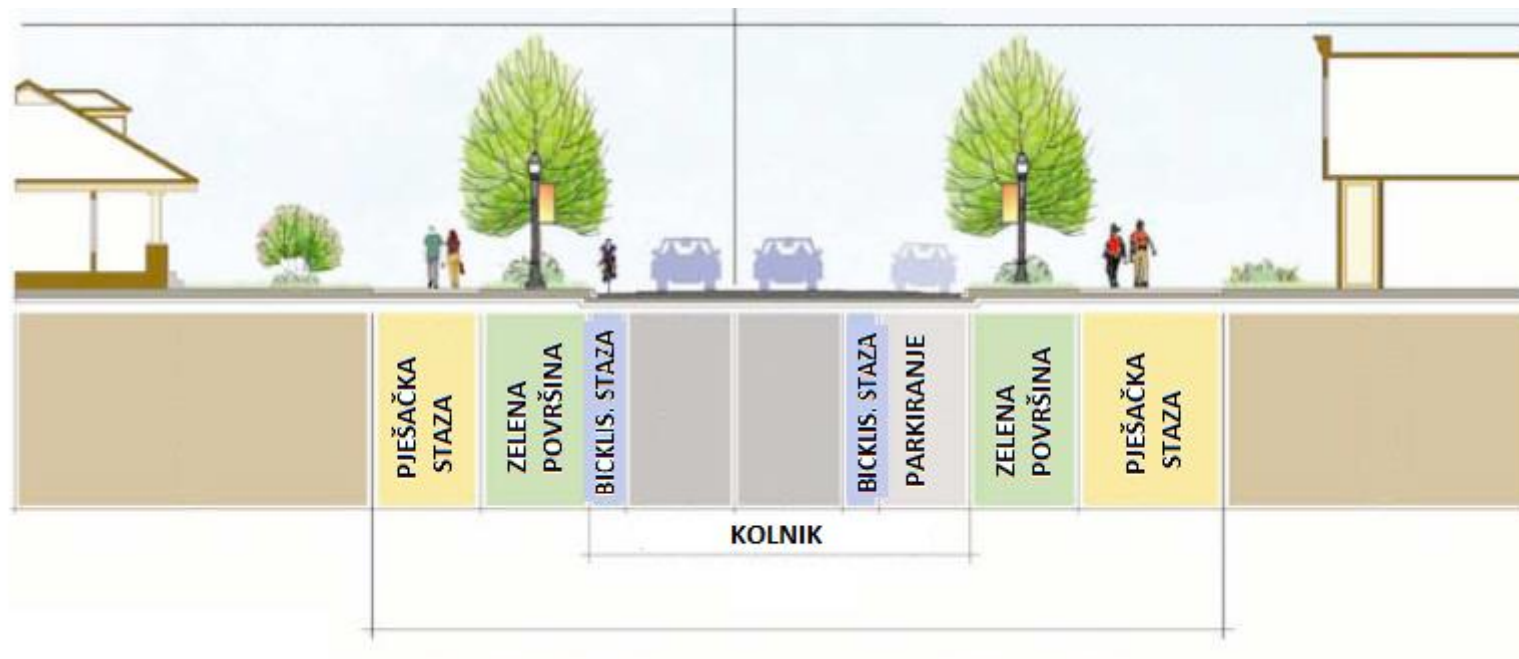 PJEŠAČKA
STAZA
ZELENA
POVRŠINA
BICKLIS. STAZA
BICKLIS. STAZA
PARKIRANJE
ZELENA
POVRŠINA
PJEŠAČKA
STAZA
KOLNIK